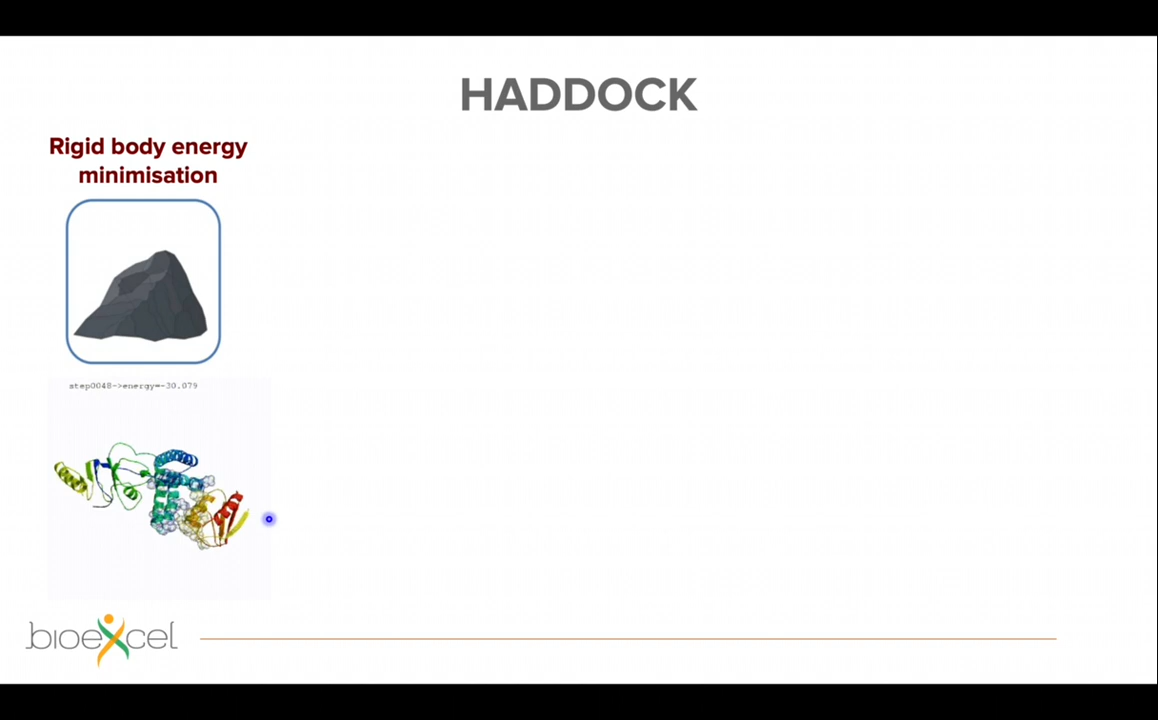 HADDOCK
Rigid body energy
minimisation
step0048->energy=-30.079
bioexcel